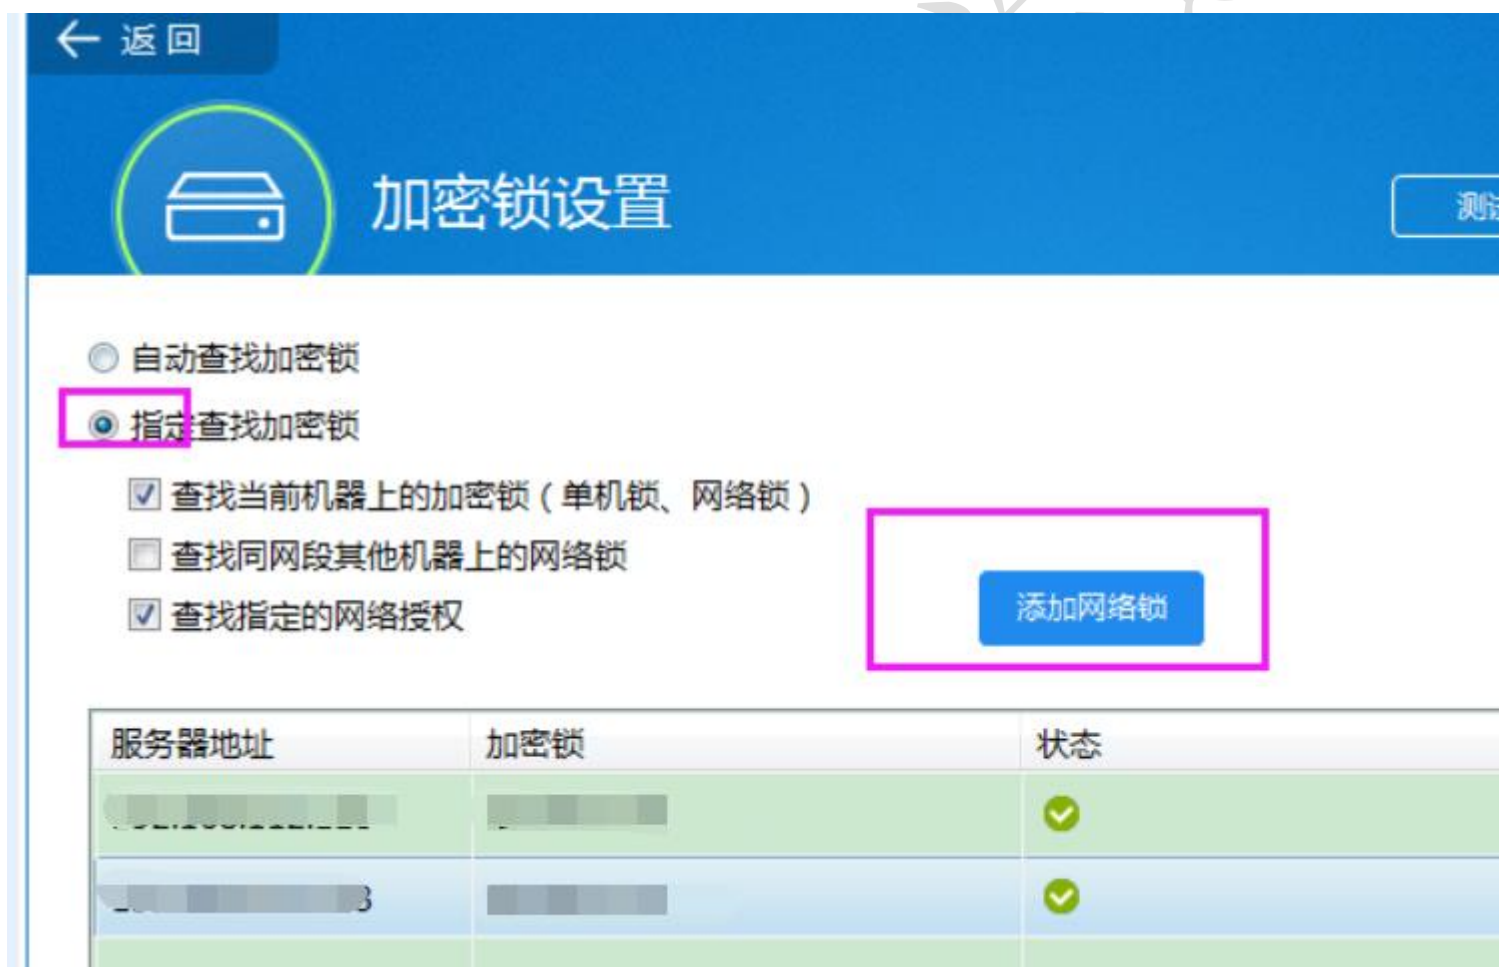 返回
加密锁设置
测试
自动查找加密锁
指定查找加密锁
查找当前机器上的加密锁（单机锁、网络锁）
查找同网段其他机器上的网络锁
查找指定的网络授权
添加网络锁
服务器地址 加密锁 状态